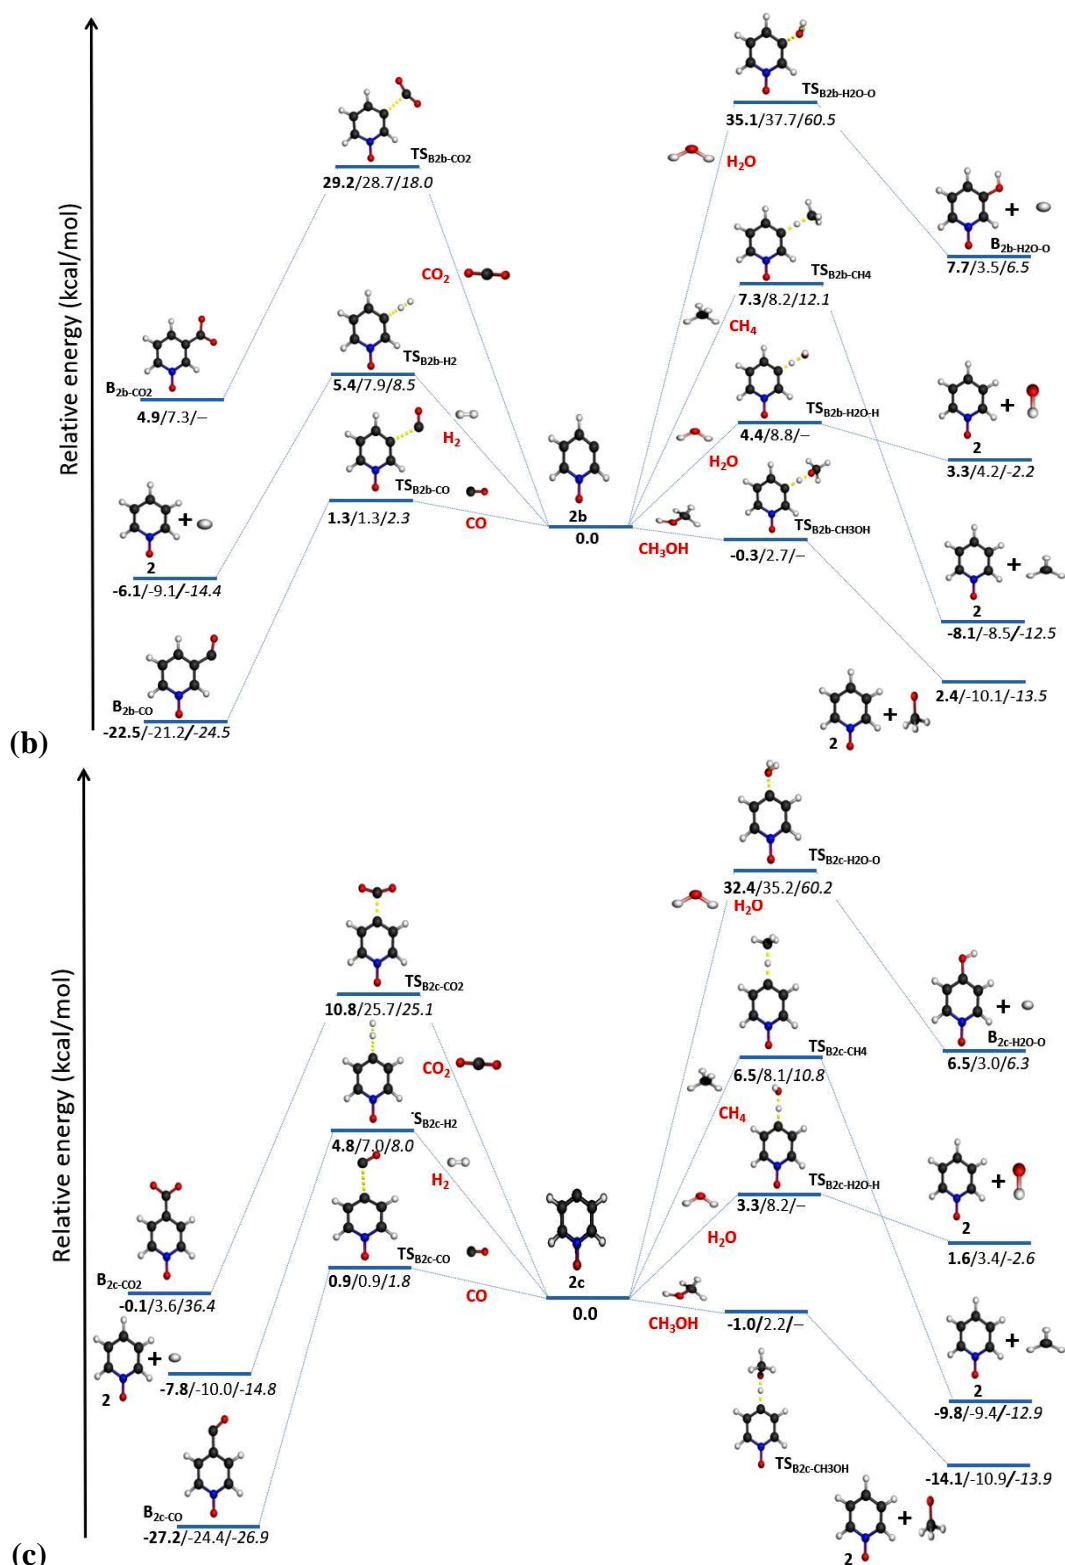 Relative energy (kcal/mol)
TS_B2b-H2O-O
35.1/37.7/60.5
H₂O
TS_B2b-CO2
29.2/28.7/18.0
+
B_2b-H2O-O
7.7/3.5/6.5
CO₂
TS_B2b-CH4
7.3/8.2/12.1
CH₄
TS_B2b-H2
5.4/7.9/8.5
H₂
B_2b-CO2
4.9/7.3/–
TS_B2b-H2O-H
4.4/8.8/–
H₂O
+
2
3.3/4.2/-2.2
TS_B2b-CO
1.3/1.3/2.3
CO
2b
0.0
CH₃OH
TS_B2b-CH3OH
-0.3/2.7/–
+
2
-6.1/-9.1/-14.4
+
2
-8.1/-8.5/-12.5
B_2b-CO
-22.5/-21.2/-24.5
2.4/-10.1/-13.5
+
2
(b)
Relative energy (kcal/mol)
TS_B2c-H2O-O
32.4/35.2/60.2
H₂O
TS_B2c-CO2
10.8/25.7/25.1
+
B_2c-H2O-O
6.5/3.0/6.3
CO₂
TS_B2c-CH4
6.5/8.1/10.8
CH₄
S_B2c-H2
4.8/7.0/8.0
H₂
TS_B2c-H2O-H
3.3/8.2/–
H₂O
+
2
1.6/3.4/-2.6
TS_B2c-CO
0.9/0.9/1.8
CO
2c
0.0
CH₃OH
-1.0/2.2/–
B_2c-CO2
-0.1/3.6/36.4
+
2
-7.8/-10.0/-14.8
+
2
-9.8/-9.4/-12.9
TS_B2c-CH3OH
-14.1/-10.9/-13.9
B_2c-CO
-27.2/-24.4/-26.9
+
2
(c)